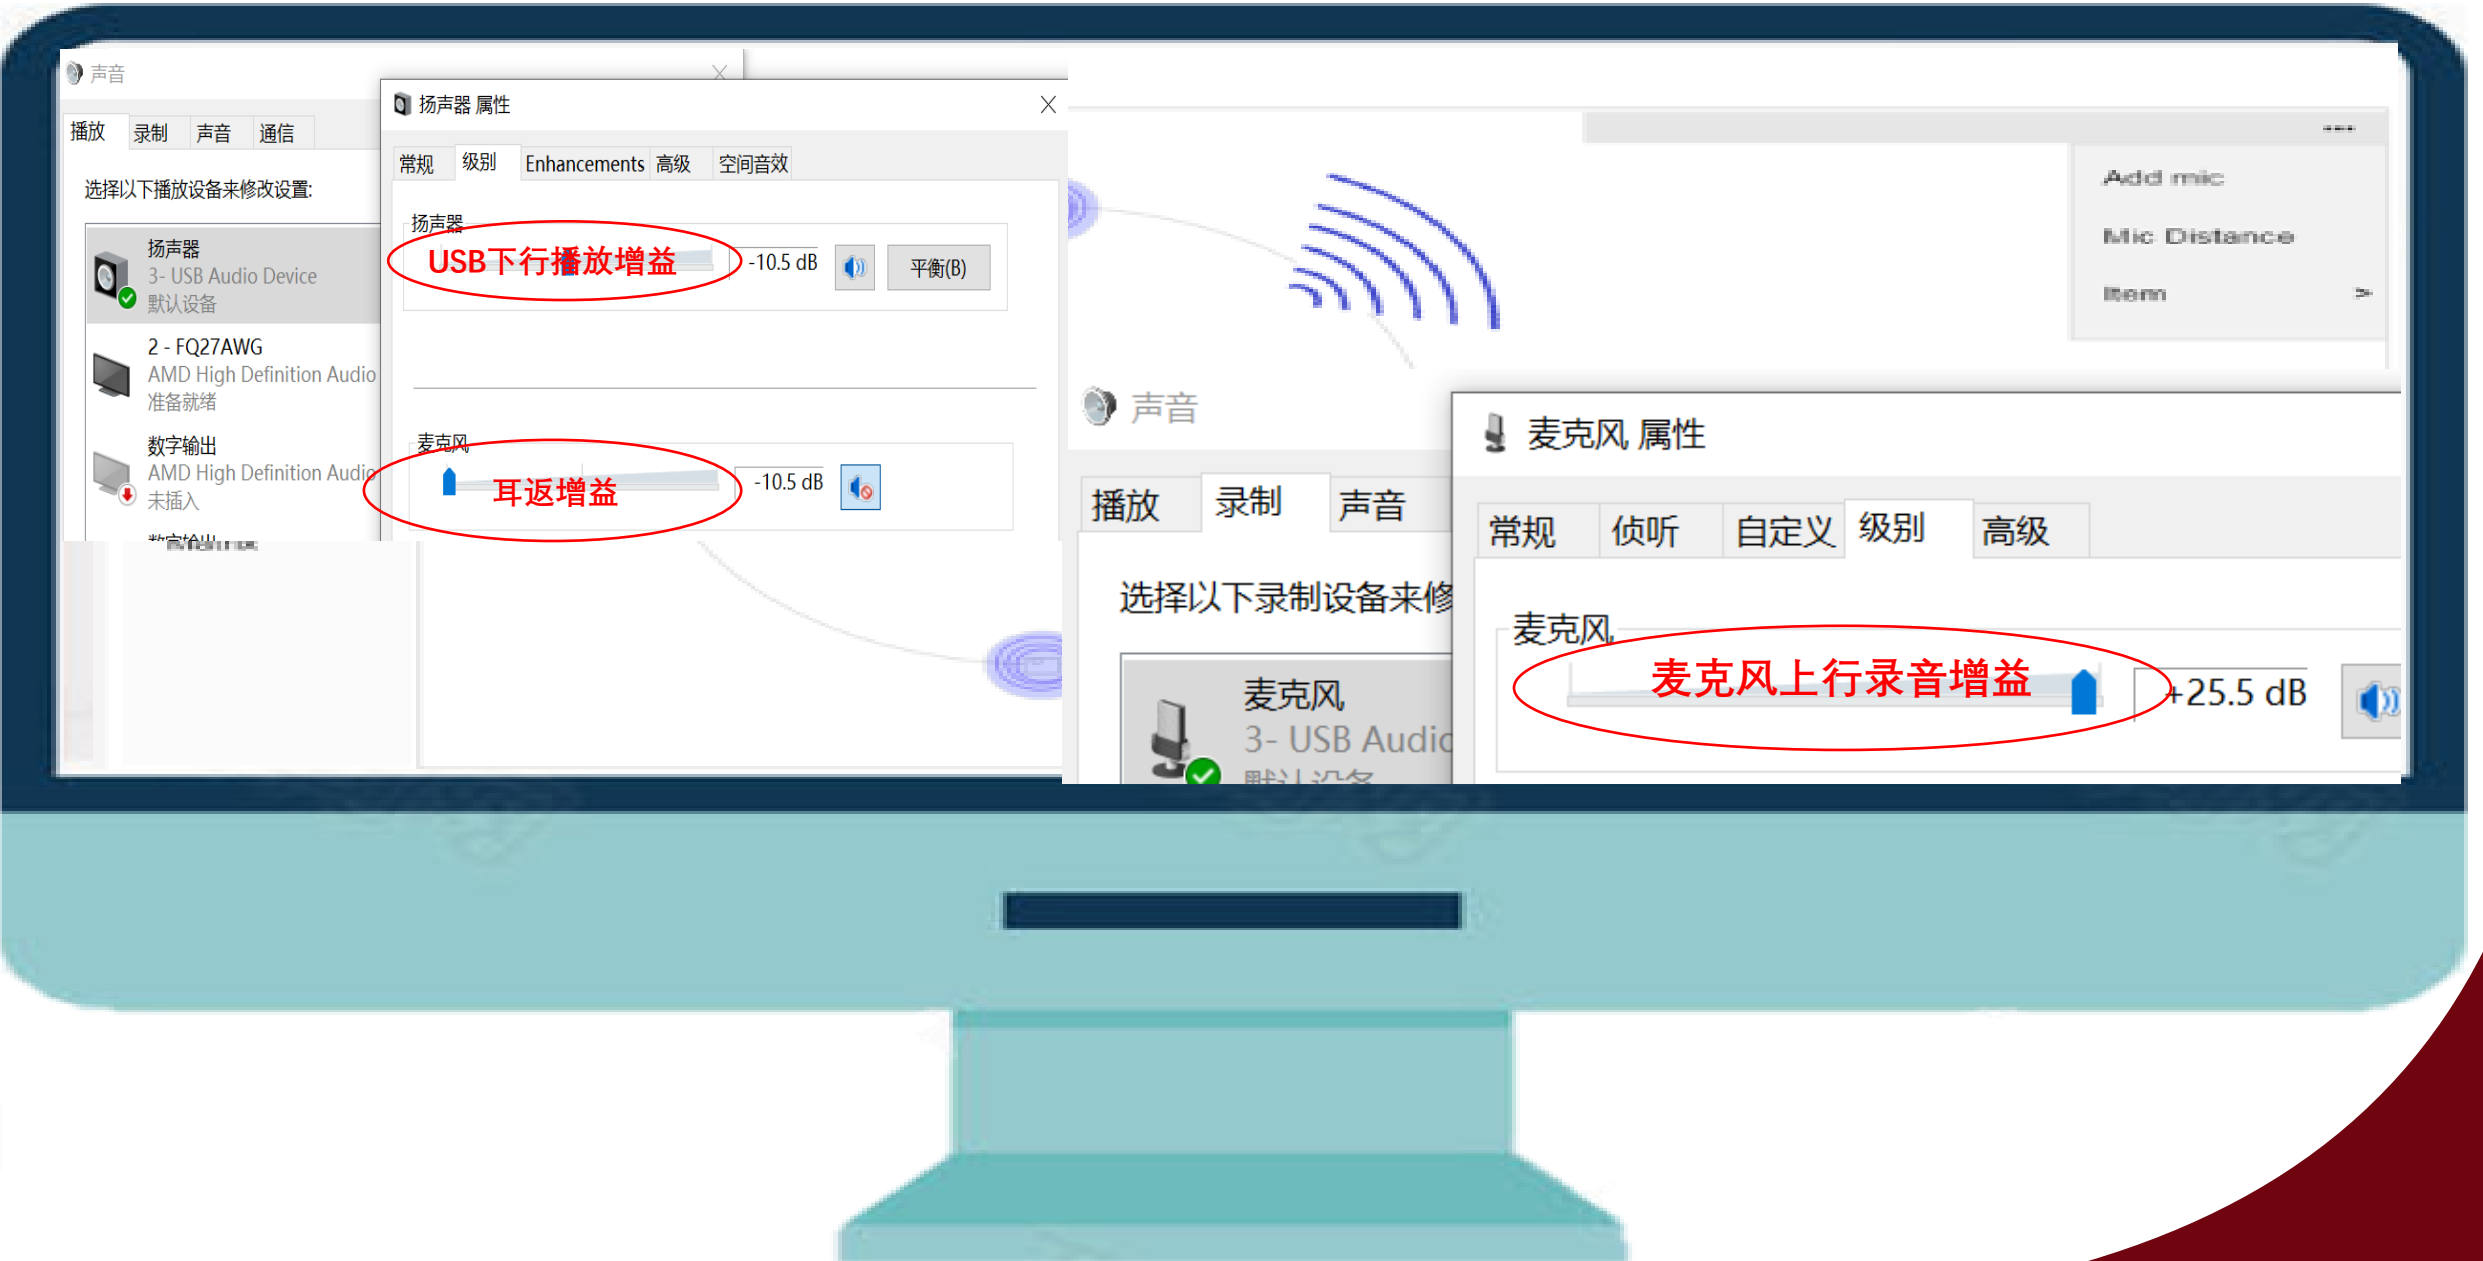 声音
扬声器 属性
播放 录制 声音 通信
常规 级别 Enhancements 高级 空间音效
选择以下播放设备来修改设置:
扬声器
3- USB Audio Device
默认设备
2 - FQ27AWG
AMD High Definition Audio
准备就绪
数字输出
AMD High Definition Audio
未插入
扬声器
USB下行播放增益
-10.5 dB
平衡(B)
麦克风
耳返增益
-10.5 dB
Add mic
Mic Distance
Item >
声音
麦克风 属性
播放 录制 声音
常规 侦听 自定义 级别 高级
选择以下录制设备来修
麦克风
3- USB Audio
默认设备
麦克风
麦克风上行录音增益
+25.5 dB